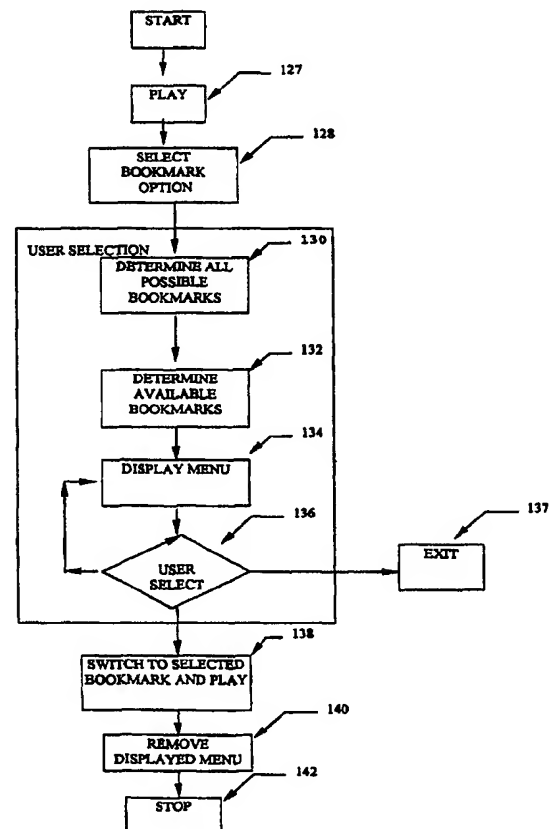 START
127
PLAY
128
SELECT
BOOKMARK
OPTION
130
USER SELECTION
DETERMINE ALL
POSSIBLE
BOOKMARKS
132
DETERMINE
AVAILABLE
BOOKMARKS
134
DISPLAY MENU
136
137
EXIT
USER
SELECT
138
SWITCH TO SELECTED
BOOKMARK AND PLAY
140
REMOVE
DISPLAYED MENU
142
STOP